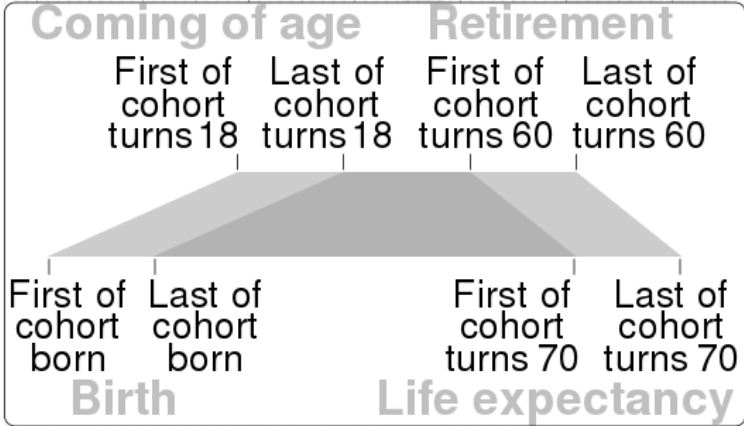 Coming of age
Retirement
First of
cohort
turns 18
Last of
cohort
turns 18
First of
cohort
turns 60
Last of
cohort
turns 60
First of
cohort
born
Last of
cohort
born
First of
cohort
turns 70
Last of
cohort
turns 70
Birth
Life expectancy